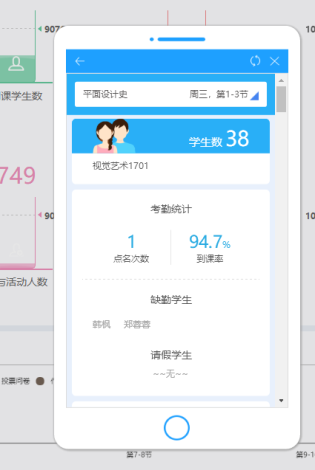 907
10
平面设计史 周三，第1-3节
课学生数
学生数 38
视觉艺术1701
749
考勤统计
90
10
1 94.7%
点名次数 到课率
与活动人数
缺勤学生
韩枫 郑蓉蓉
请假学生
~~无~~
投票问卷
第7-8节
第9-1